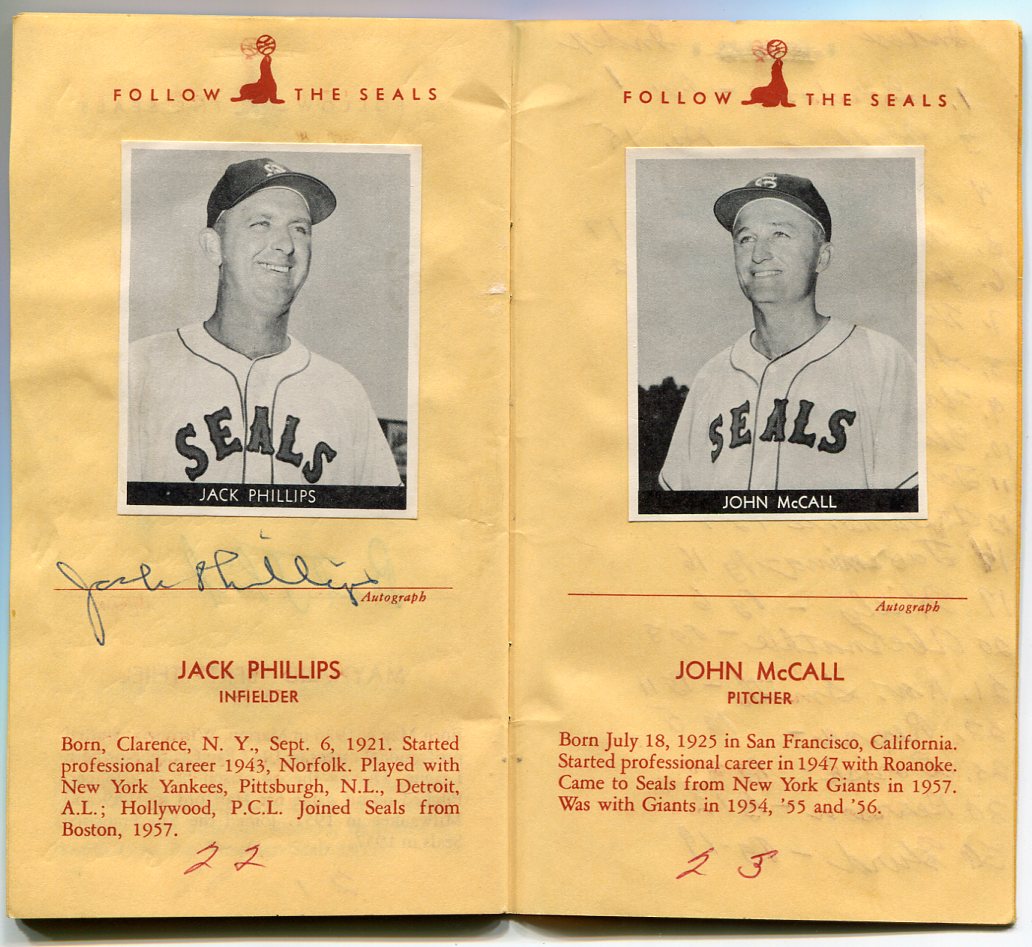 FOLLOW THE SEALS
SEALS
JACK PHILLIPS
Jack Phillips
Autograph
JACK PHILLIPS
INFIELDER
Born, Clarence, N. Y., Sept. 6, 1921. Started
professional career 1943, Norfolk. Played with
New York Yankees, Pittsburgh, N.L., Detroit,
A.L.; Hollywood, P.C.L. Joined Seals from
Boston, 1957.
22
FOLLOW THE SEALS
SEALS
JOHN McCALL
Autograph
JOHN McCALL
PITCHER
Born July 18, 1925 in San Francisco, California.
Started professional career in 1947 with Roanoke.
Came to Seals from New York Giants in 1957.
Was with Giants in 1954, '55 and '56.
23